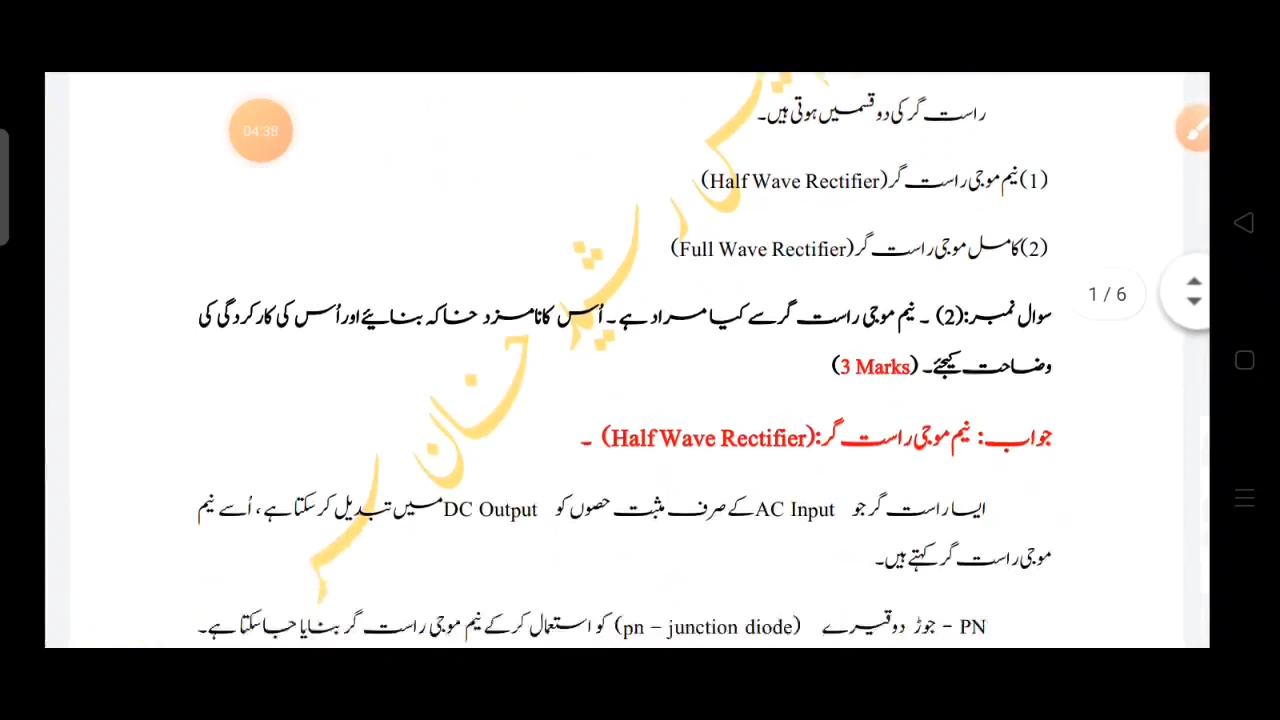 04:38
راست گر کی دو قسمیں ہوتی ہیں۔
(1) نیم موجی راست گر (Half Wave Rectifier)
(2) کامل موجی راست گر (Full Wave Rectifier)
1 / 6
سوال نمبر:(2) ۔ نیم موجی راست گر سے کیا مراد ہے ۔ اُس کا نامزد خاکہ بنائیے اور اُس کی کارکردگی کی
وضاحت کیجئے۔ (3 Marks)
جواب: نیم موجی راست گر:(Half Wave Rectifier) ۔
ایسا راست گر جو AC Input کے صرف مثبت حصوں کو DC Output میں تبدیل کر سکتا ہے ، اُسے نیم
موجی راست گر کہتے ہیں۔
PN - جوڑ دوقیرے (pn – junction diode) کو استعمال کر کے نیم موجی راست گر بنایا جا سکتا ہے۔